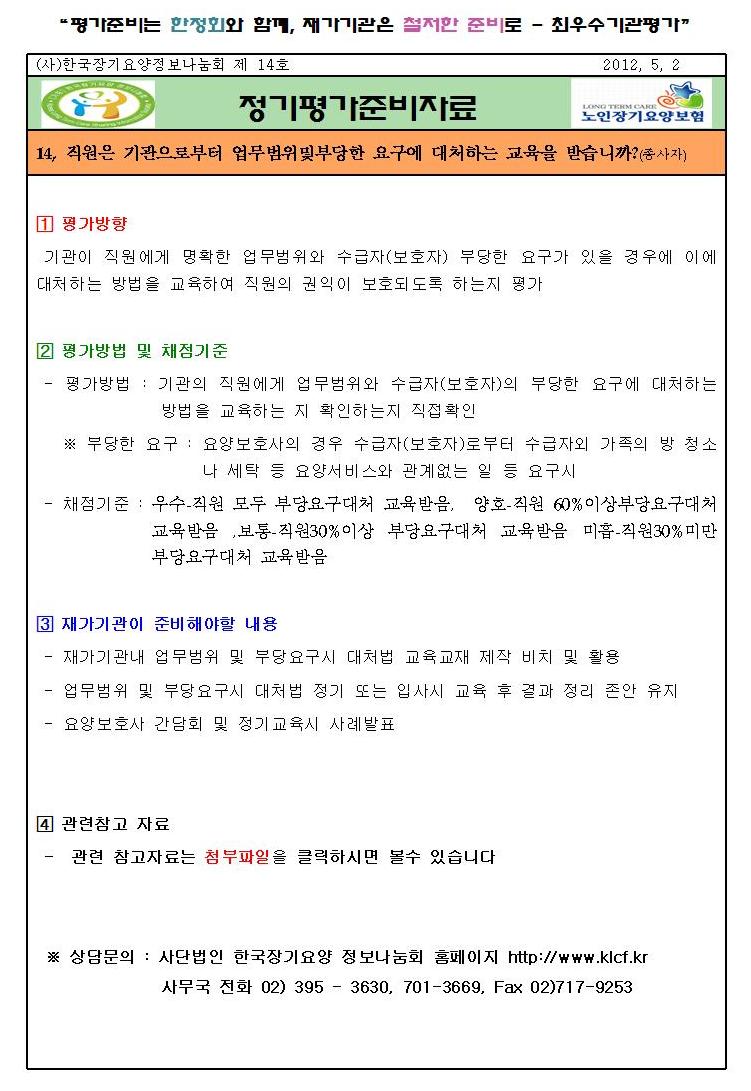 “평가준비는 한정회와 함께, 재가기관은 철저한 준비로 - 최우수기관평가”
(사)한국장기요양정보나눔회 제 14호 2012, 5, 2
정기평가준비자료
LONG TERM CARE
노인장기요양보험
14, 직원은 기관으로부터 업무범위및부당한 요구에 대처하는 교육을 받습니까?(종사자)
1 평가방향
기관이 직원에게 명확한 업무범위와 수급자(보호자) 부당한 요구가 있을 경우에 이에
대처하는 방법을 교육하여 직원의 권익이 보호되도록 하는지 평가
2 평가방법 및 채점기준
- 평가방법 : 기관의 직원에게 업무범위와 수급자(보호자)의 부당한 요구에 대처하는
방법을 교육하는 지 확인하는지 직접확인
※ 부당한 요구 : 요양보호사의 경우 수급자(보호자)로부터 수급자외 가족의 방 청소
나 세탁 등 요양서비스와 관계없는 일 등 요구시
- 채점기준 : 우수-직원 모두 부당요구대처 교육받음, 양호-직원 60%이상부당요구대처
교육받음 ,보통-직원30%이상 부당요구대처 교육받음 미흡-직원30%미만
부당요구대처 교육받음
3 재가기관이 준비해야할 내용
- 재가기관내 업무범위 및 부당요구시 대처법 교육교재 제작 비치 및 활용
- 업무범위 및 부당요구시 대처법 정기 또는 입사시 교육 후 결과 정리 존안 유지
- 요양보호사 간담회 및 정기교육시 사례발표
4 관련참고 자료
- 관련 참고자료는 첨부파일을 클릭하시면 볼수 있습니다
※ 상담문의 : 사단법인 한국장기요양 정보나눔회 홈페이지 http://www.klcf.kr
사무국 전화 02) 395 - 3630, 701-3669, Fax 02)717-9253